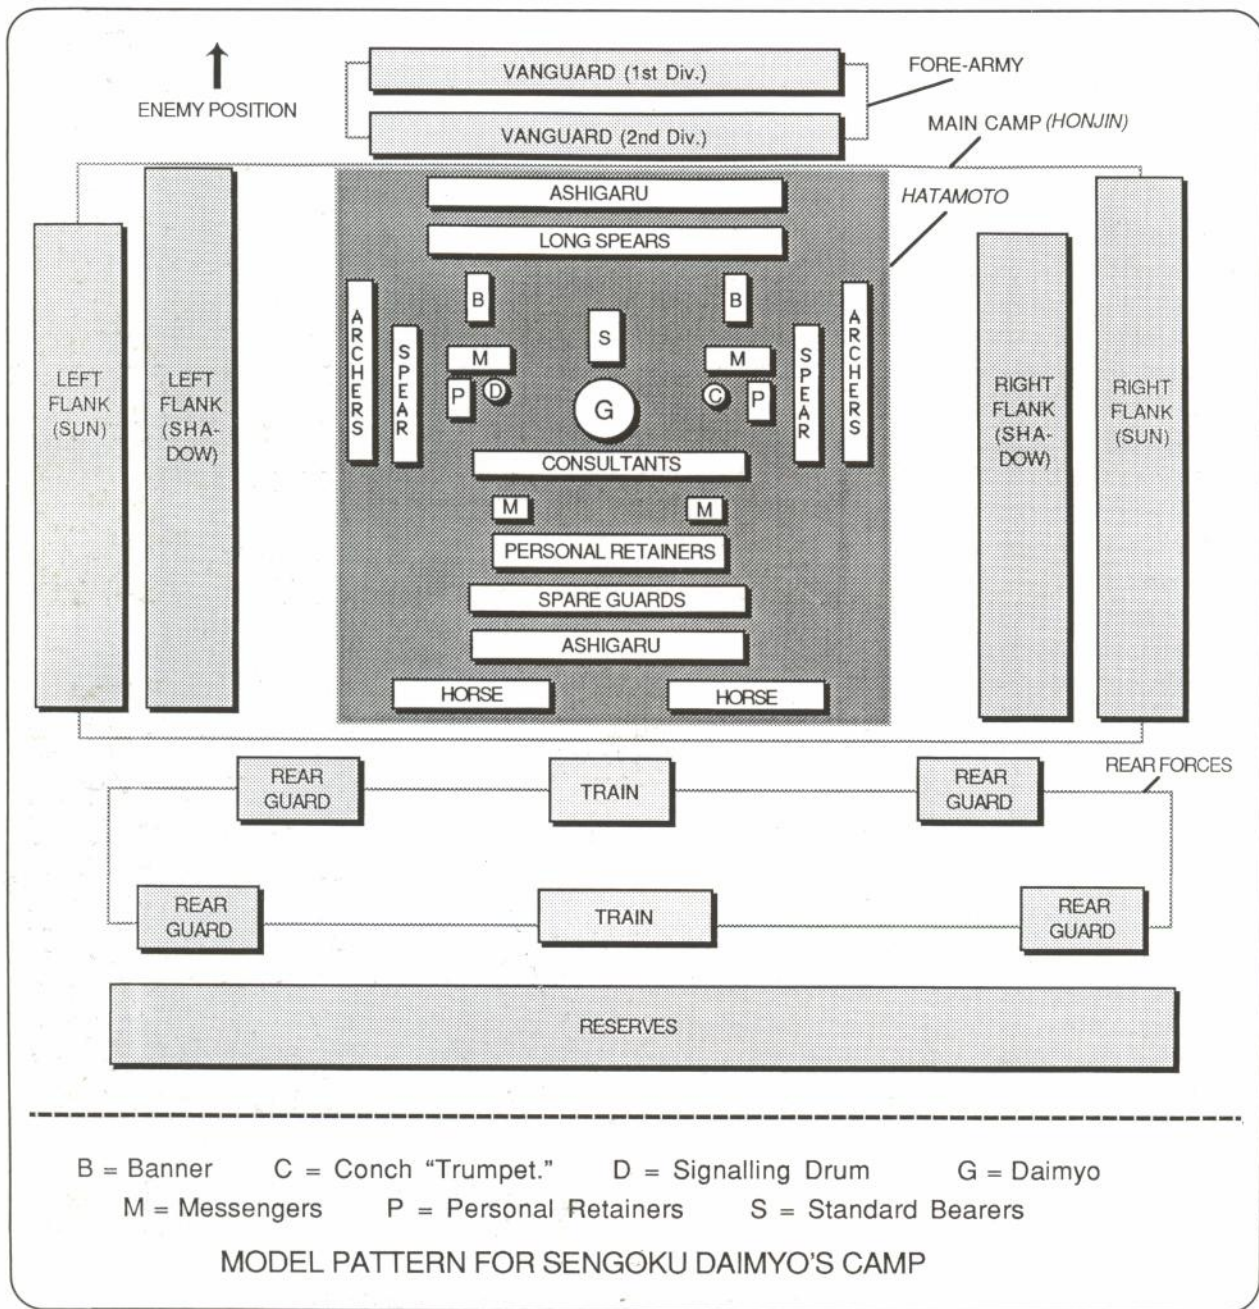 VANGUARD (1st Div.)
FORE-ARMY
ENEMY POSITION
VANGUARD (2nd Div.)
MAIN CAMP (HONJIN)
ASHIGARU
HATAMOTO
LONG SPEARS
B
B
S
M
M
P
D
G
C
P
ARCHERS
SPEAR
SPEAR
ARCHERS
LEFT
FLANK
(SUN)
LEFT
FLANK
(SHA-
DOW)
RIGHT
FLANK
(SHA-
DOW)
RIGHT
FLANK
(SUN)
CONSULTANTS
M
M
PERSONAL RETAINERS
SPARE GUARDS
ASHIGARU
HORSE
HORSE
REAR FORCES
REAR
GUARD
TRAIN
REAR
GUARD
REAR
GUARD
TRAIN
REAR
GUARD
RESERVES
B = Banner C = Conch “Trumpet.” D = Signalling Drum G = Daimyo
M = Messengers P = Personal Retainers S = Standard Bearers
MODEL PATTERN FOR SENGOKU DAIMYO'S CAMP